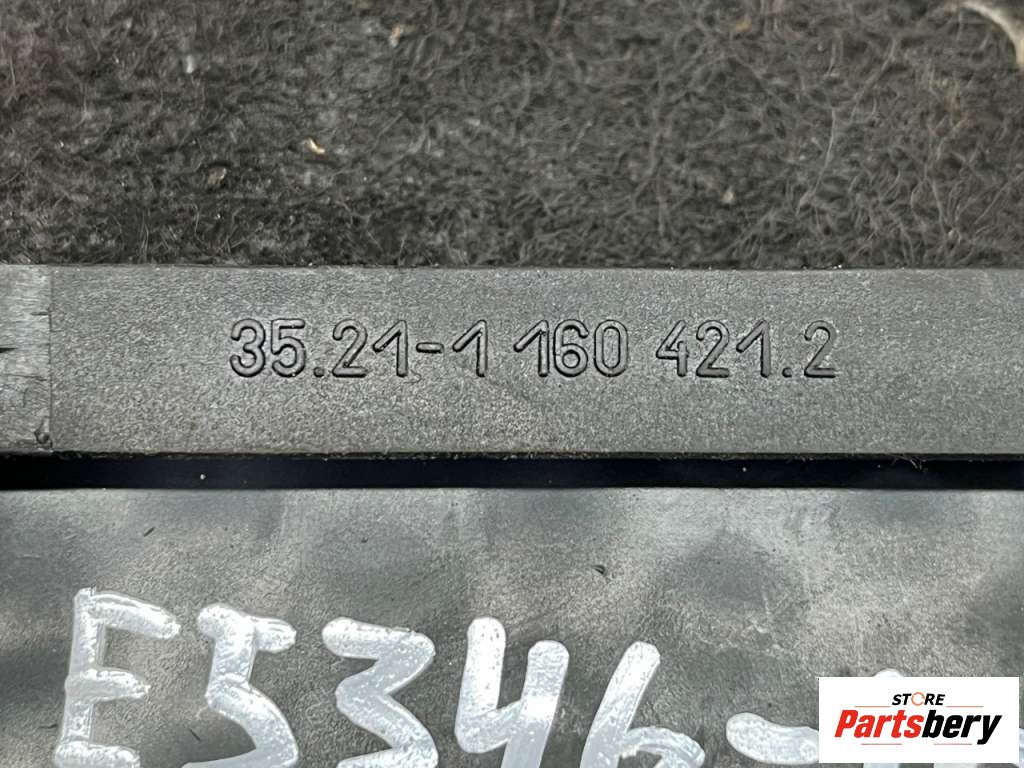 35.21-1 160 421.2
E5346-
STORE
Partsbery